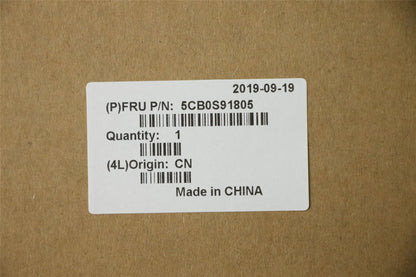 2019-09-19
(P)FRU P/N: 5CB0S91805
Quantity: 1
(4L)Origin: CN
Made in CHINA